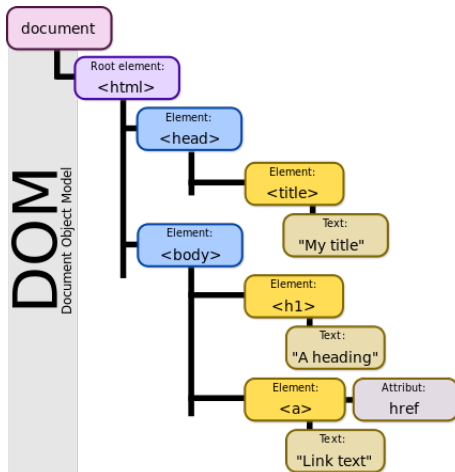 document
Root element:
<html>
Element:
<head>
Element:
<title>
Text:
"My title"
Element:
<body>
Element:
<h1>
Text:
"A heading"
Element:
<a>
Attribut:
href
Text:
"Link text"
DOM
Document Object Model